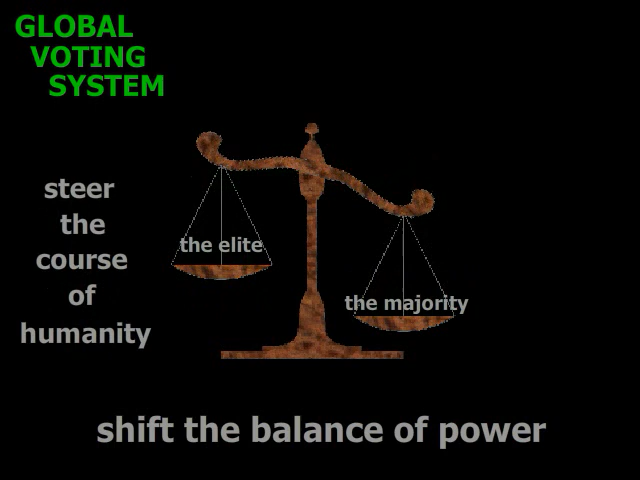 GLOBAL
VOTING
SYSTEM
steer
the
course
of
humanity
the elite
the majority
shift the balance of power